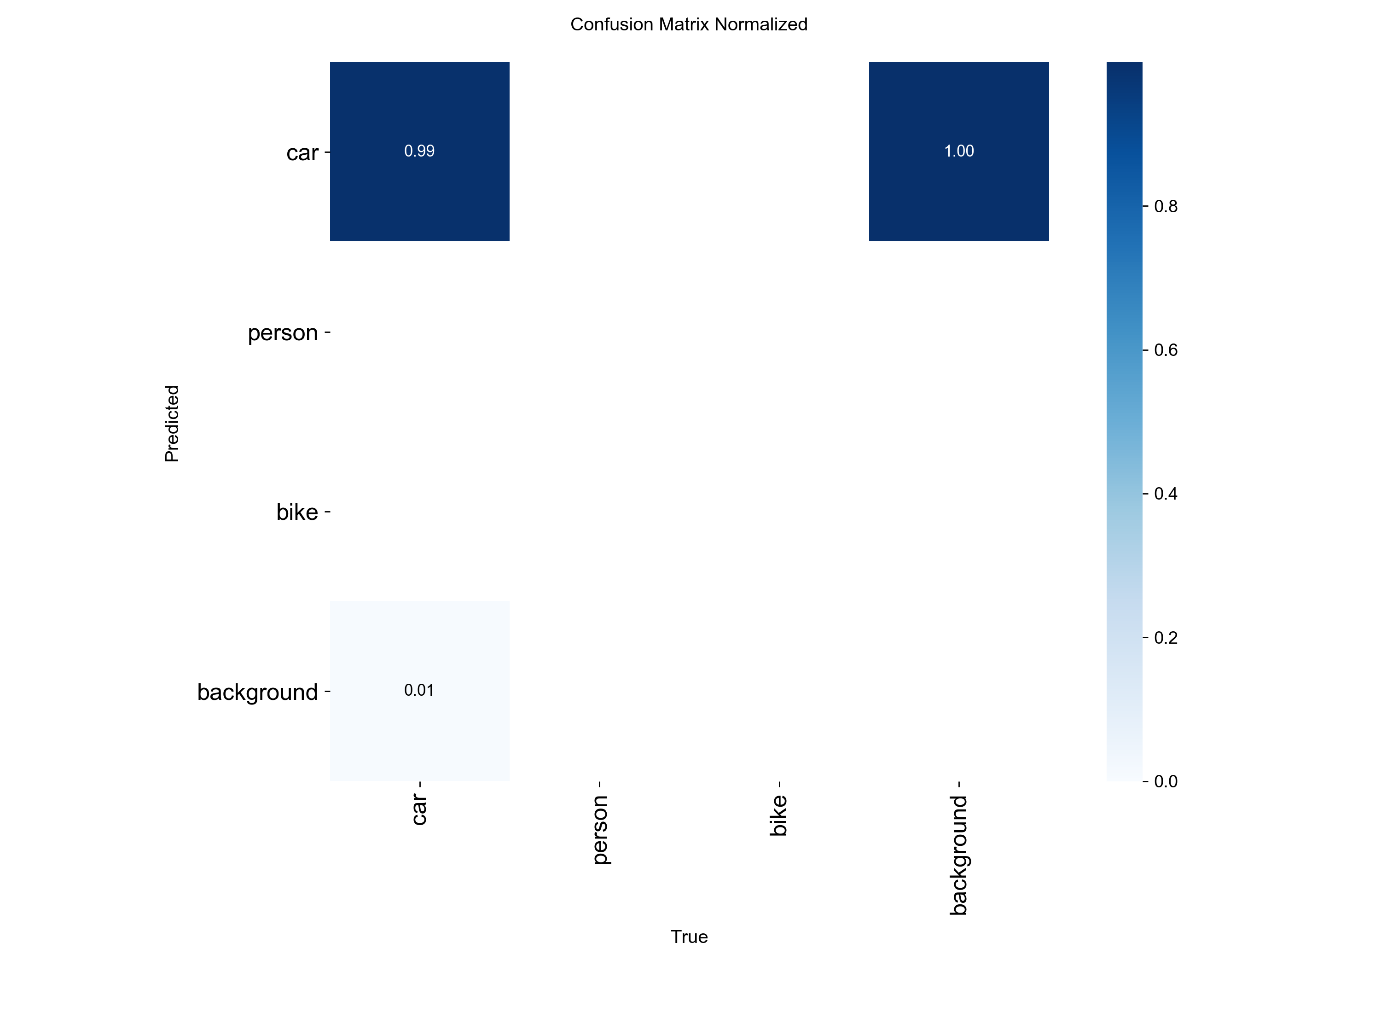 Confusion Matrix Normalized
car
0.99
1.00
person
bike
background
0.01
Predicted
car
person
bike
background
True
0.8
0.6
0.4
0.2
0.0